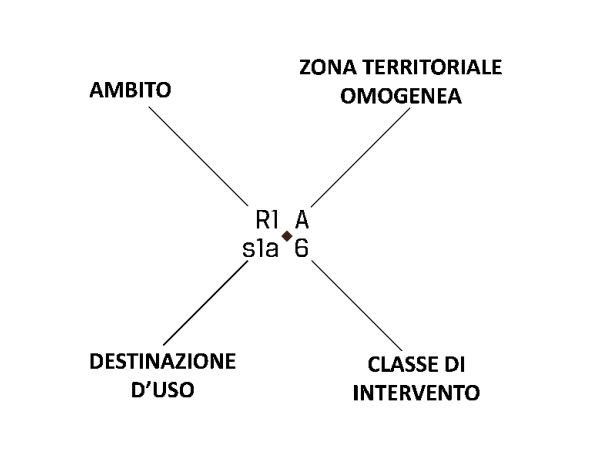 AMBITO
ZONA TERRITORIALE
OMOGENEA
R1 A
s1a 6
DESTINAZIONE
D'USO
CLASSE DI
INTERVENTO